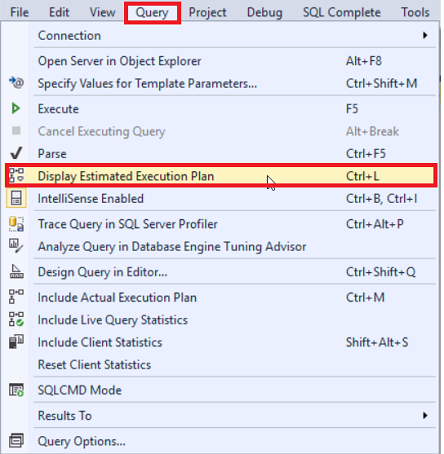 File Edit View Query Project Debug SQL Complete Tools
Connection
Open Server in Object Explorer Alt+F8
Specify Values for Template Parameters... Ctrl+Shift+M
Execute F5
Cancel Executing Query Alt+Break
Parse Ctrl+F5
Display Estimated Execution Plan Ctrl+L
IntelliSense Enabled Ctrl+B, Ctrl+I
Trace Query in SQL Server Profiler Ctrl+Alt+P
Analyze Query in Database Engine Tuning Advisor
Design Query in Editor... Ctrl+Shift+Q
Include Actual Execution Plan Ctrl+M
Include Live Query Statistics
Include Client Statistics Shift+Alt+S
Reset Client Statistics
SQLCMD Mode
Results To
Query Options...